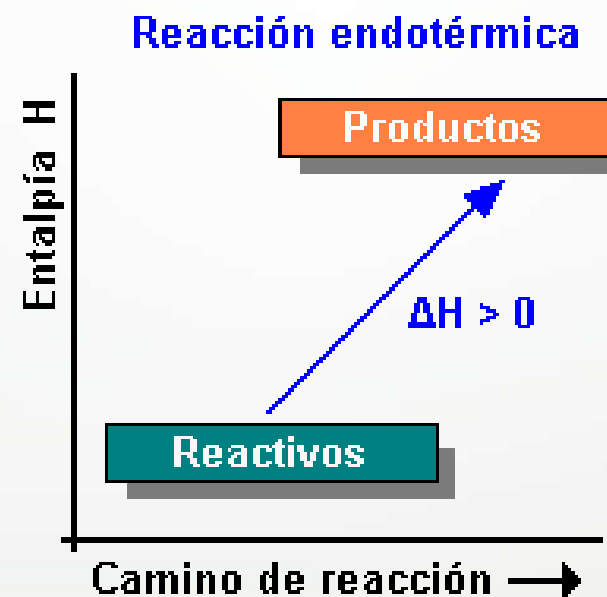 Reacción endotérmica
Entalpía H
Productos
ΔH > 0
Reactivos
Camino de reacción